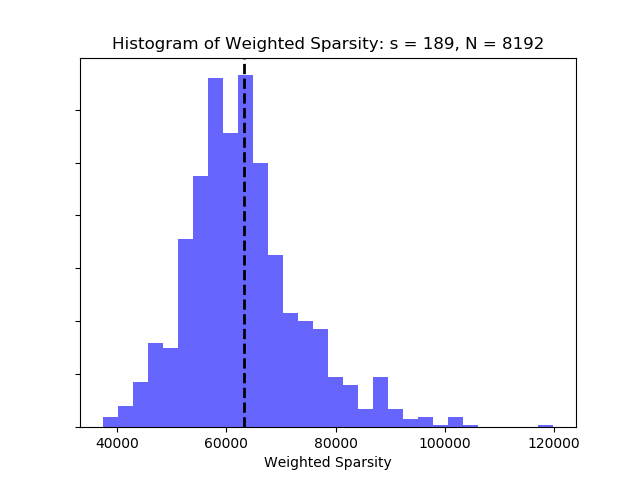 Histogram of Weighted Sparsity: s = 189, N = 8192
40000 60000 80000 100000 120000
Weighted Sparsity